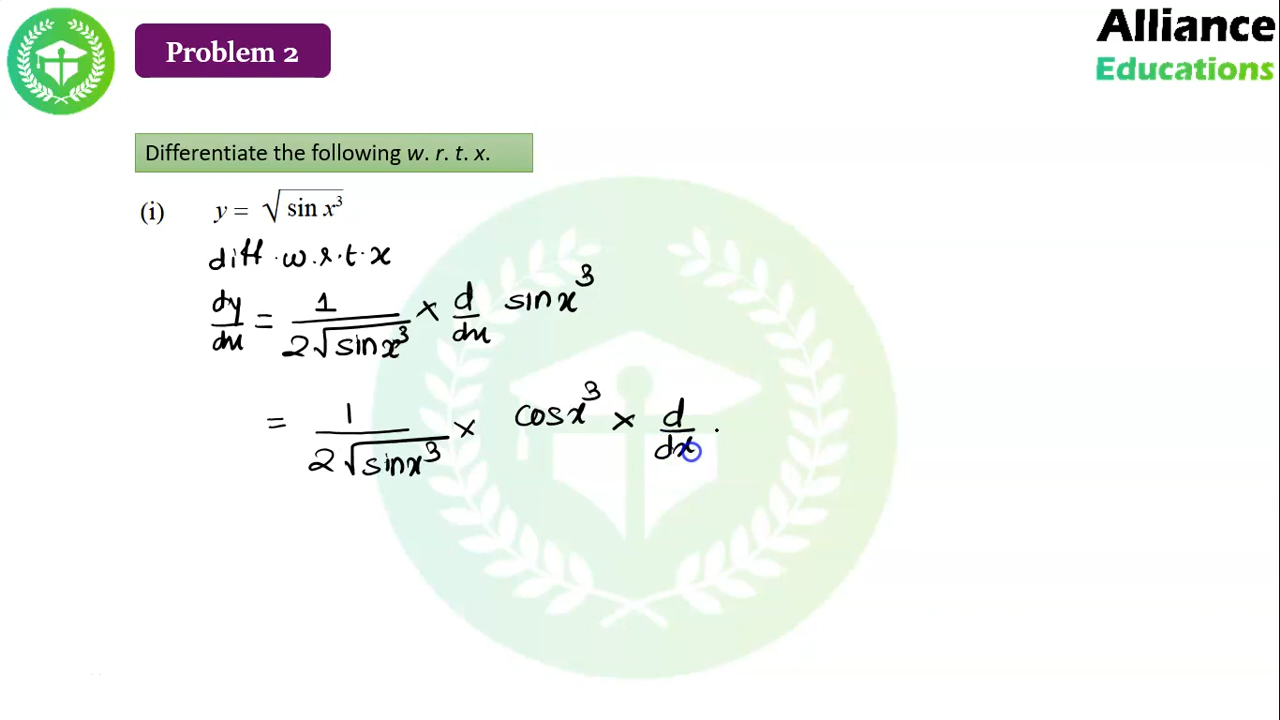 Problem 2
Alliance
Educations
Differentiate the following w. r. t. x.
(i) y = √sin x³
diff . w.r.t. x
dy/dx = 1/2√sinx³ × d/dx sinx³
= 1/2√sinx³ × cosx³ × d/dx .